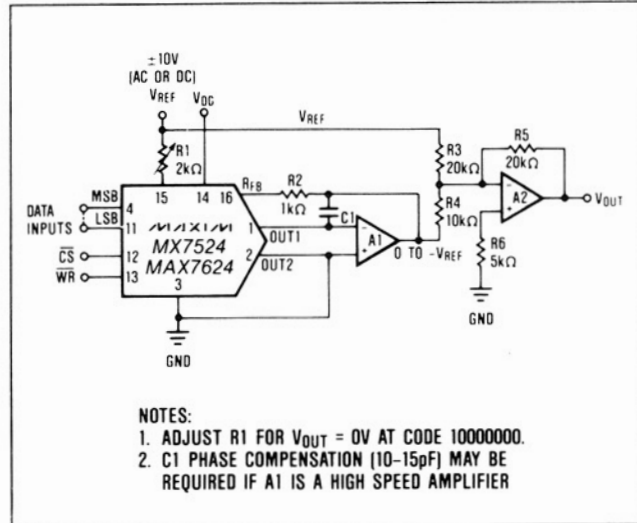 ±10V
(AC OR DC)
VREF
VDC
VREF
R1
2kΩ
R3
20kΩ
R5
20kΩ
15
14
16
RFB
R2
1kΩ
C1
MSB
4
DATA
INPUTS
LSB
11
MAXIM
MX7524
MAX7624
1
OUT1
2
OUT2
CS
12
WR
13
3
−
A1
+
0 TO -VREF
R4
10kΩ
−
A2
+
VOUT
R6
5kΩ
GND
GND
NOTES:
1. ADJUST R1 FOR VOUT = 0V AT CODE 10000000.
2. C1 PHASE COMPENSATION (10-15pF) MAY BE
REQUIRED IF A1 IS A HIGH SPEED AMPLIFIER